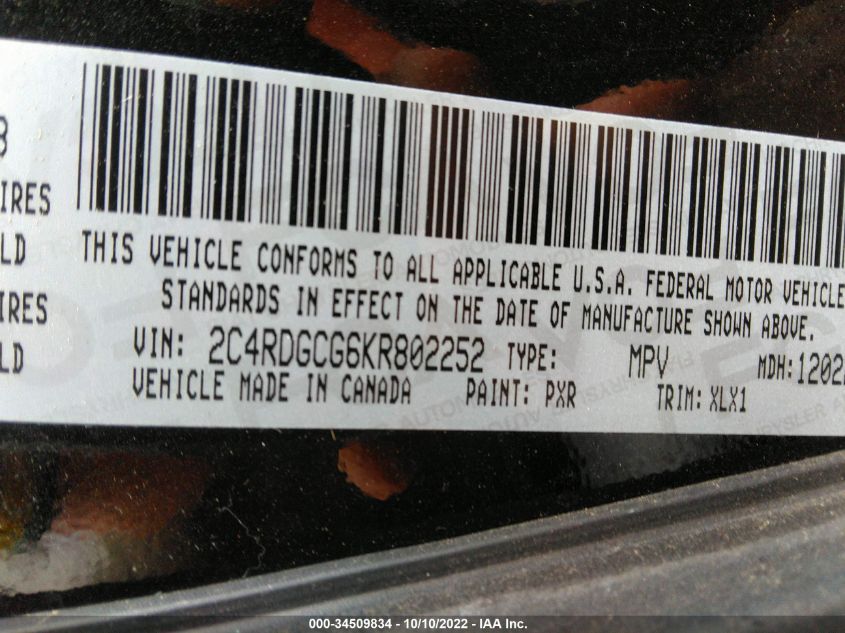 8
IRES
LD
IRES
LD
THIS VEHICLE CONFORMS TO ALL APPLICABLE U.S.A. FEDERAL MOTOR VEHICLE
STANDARDS IN EFFECT ON THE DATE OF MANUFACTURE SHOWN ABOVE.
VIN: 2C4RDGCG6KR802252 TYPE: MPV MDH: 1202
VEHICLE MADE IN CANADA PAINT: PXR TRIM: XLX1
000-34509834 - 10/10/2022 - IAA Inc.